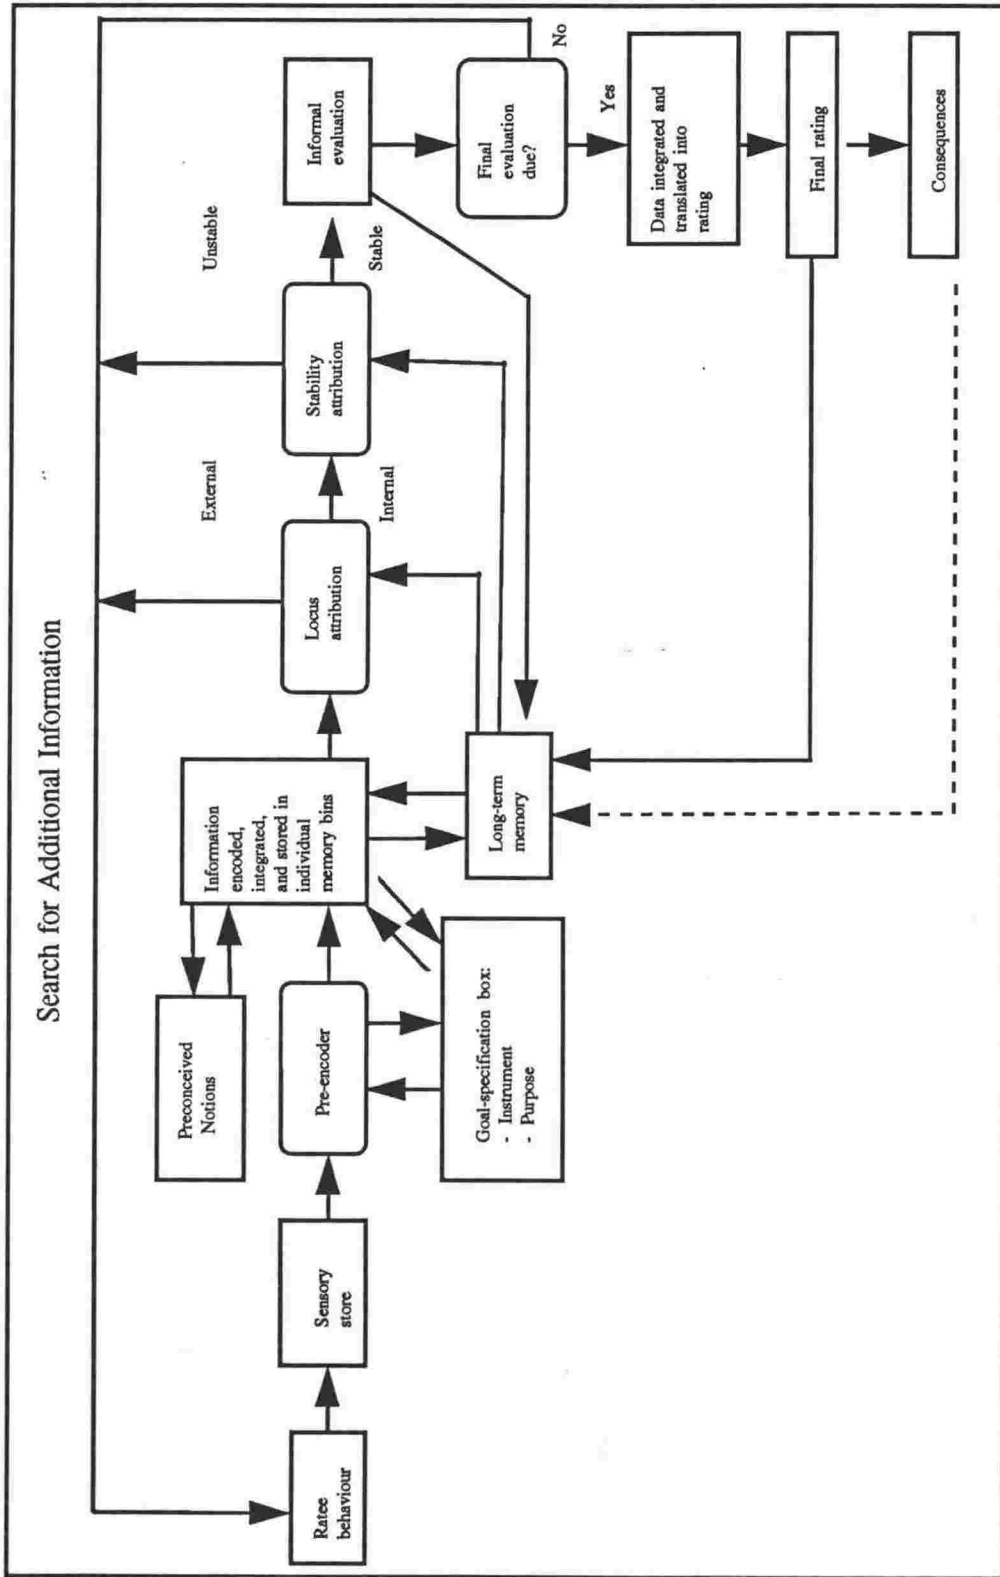 Search for Additional Information
Ratee
behaviour
Sensory
store
Preconceived
Notions
Pre-encoder
Goal-specification box:
- Instrument
- Purpose
Information
encoded,
integrated,
and stored in
individual
memory bins
Long-term
memory
External
Locus
attribution
Internal
Unstable
Stability
attribution
Stable
Informal
evaluation
Final
evaluation
due?
No
Yes
Data integrated and
translated into
rating
Final rating
Consequences